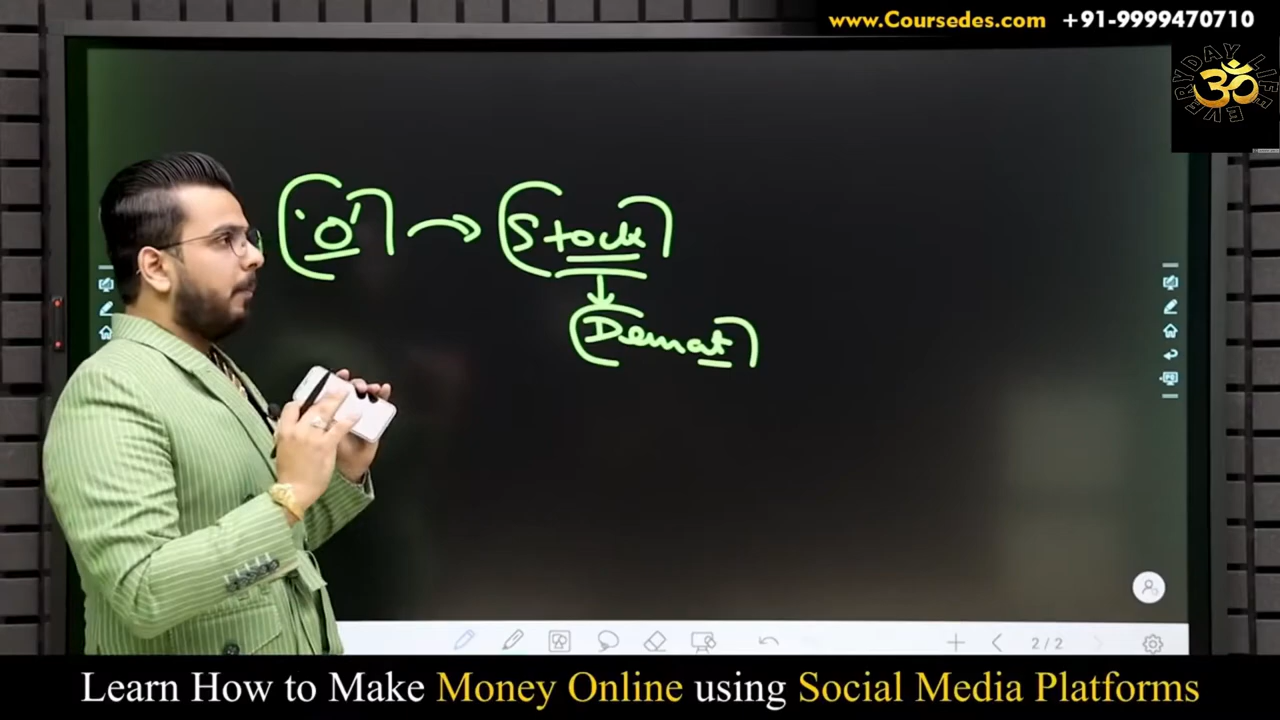 www.Coursedes.com +91-9999470710
EVERYDAY LIFE
ॐ
'0' → Stock
Demat
2/2
Learn How to Make Money Online using Social Media Platforms